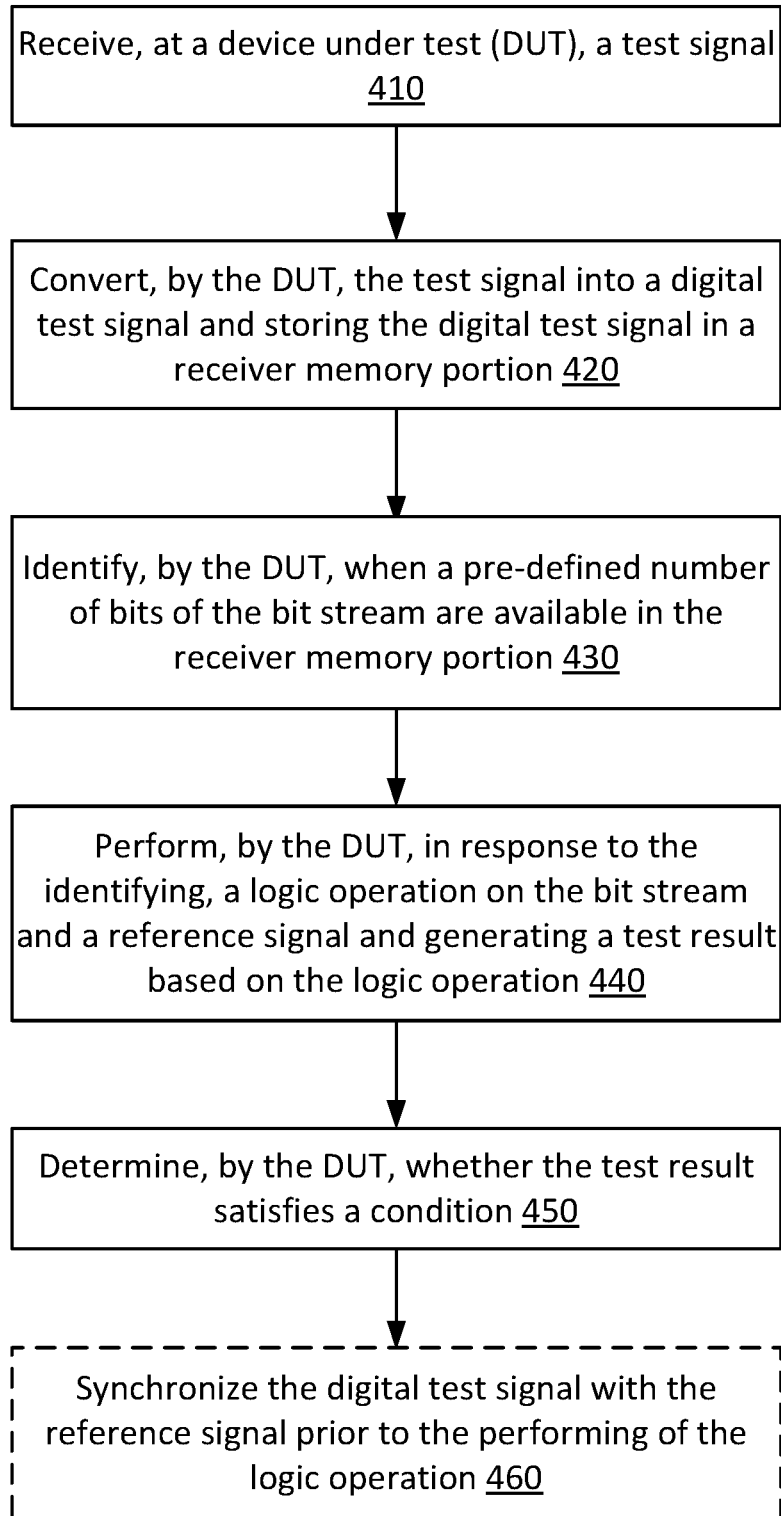 Receive, at a device under test (DUT), a test signal
410
Convert, by the DUT, the test signal into a digital
test signal and storing the digital test signal in a
receiver memory portion 420
Identify, by the DUT, when a pre-defined number
of bits of the bit stream are available in the
receiver memory portion 430
Perform, by the DUT, in response to the
identifying, a logic operation on the bit stream
and a reference signal and generating a test result
based on the logic operation 440
Determine, by the DUT, whether the test result
satisfies a condition 450
Synchronize the digital test signal with the
reference signal prior to the performing of the
logic operation 460